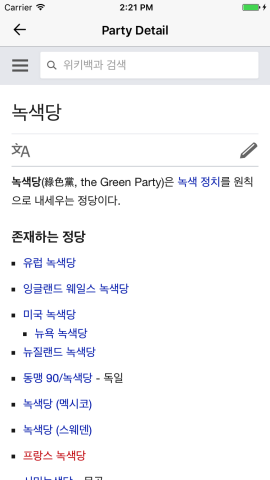 Carrier 2:21 PM
Party Detail
위키백과 검색
녹색당
녹색당(綠色黨, the Green Party)은 녹색 정치를 원칙
으로 내세우는 정당이다.
존재하는 정당
유럽 녹색당
잉글랜드 웨일스 녹색당
미국 녹색당
뉴욕 녹색당
뉴질랜드 녹색당
동맹 90/녹색당 - 독일
녹색당 (멕시코)
녹색당 (스웨덴)
프랑스 녹색당